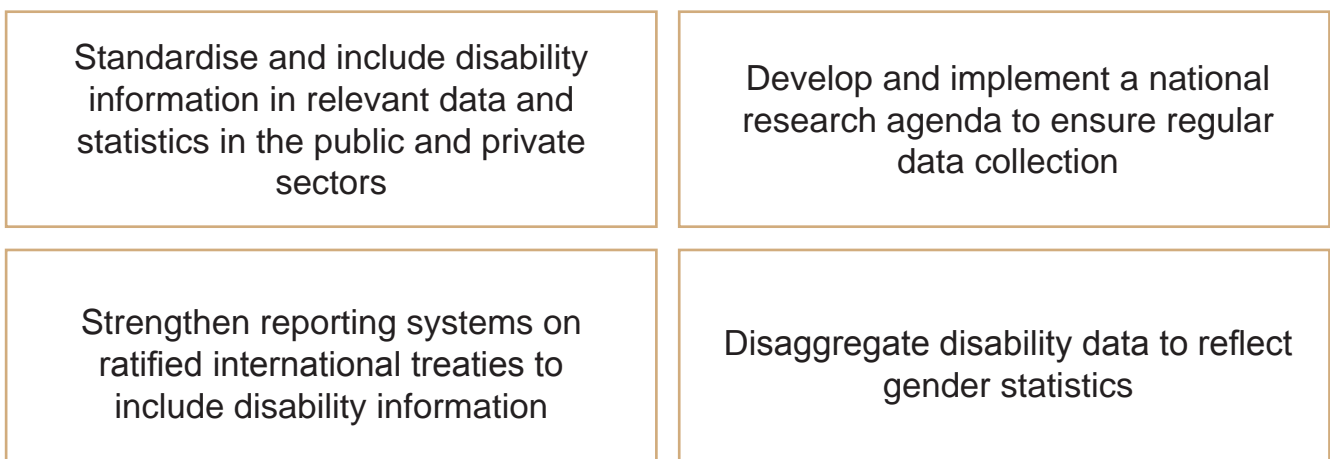 Standardise and include disability
information in relevant data and
statistics in the public and private
sectors
Develop and implement a national
research agenda to ensure regular
data collection
Strengthen reporting systems on
ratified international treaties to
include disability information
Disaggregate disability data to reflect
gender statistics